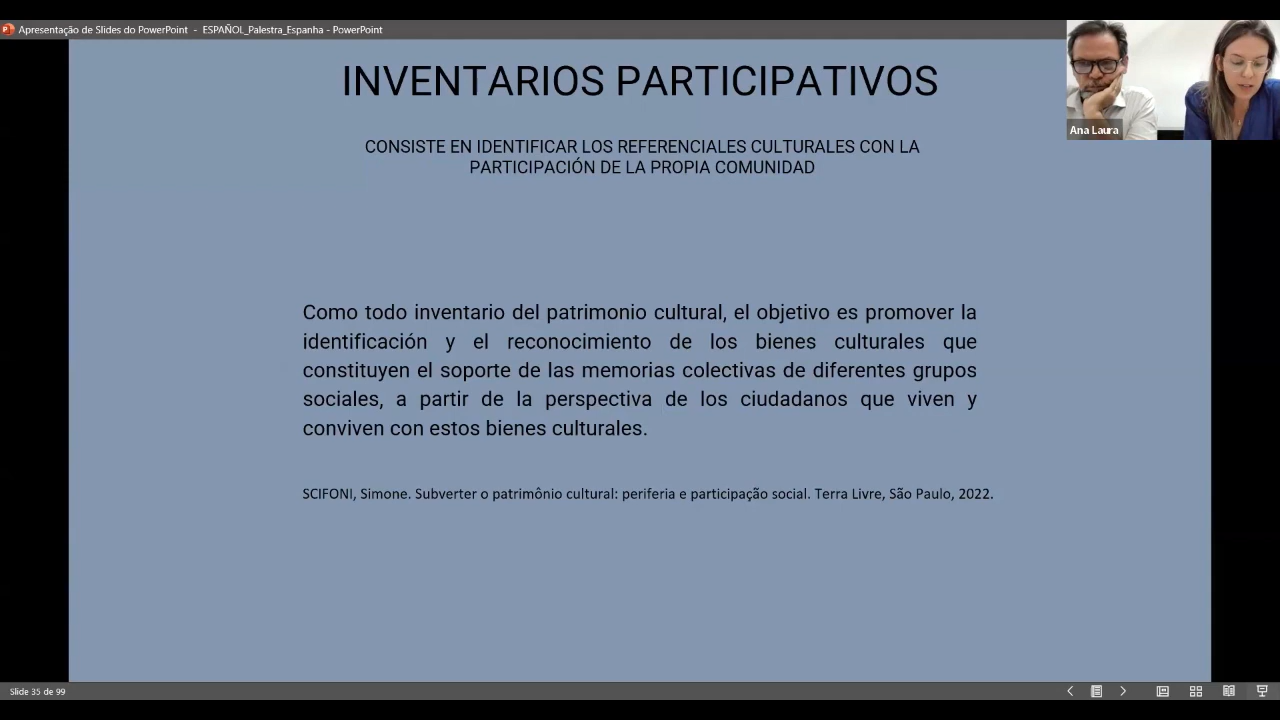 Apresentação de Slides do PowerPoint - ESPAÑOL_Palestra_Espanha - PowerPoint
INVENTARIOS PARTICIPATIVOS
Ana Laura
CONSISTE EN IDENTIFICAR LOS REFERENCIALES CULTURALES CON LA
PARTICIPACIÓN DE LA PROPIA COMUNIDAD
Como todo inventario del patrimonio cultural, el objetivo es promover la
identificación y el reconocimiento de los bienes culturales que
constituyen el soporte de las memorias colectivas de diferentes grupos
sociales, a partir de la perspectiva de los ciudadanos que viven y
conviven con estos bienes culturales.
SCIFONI, Simone. Subverter o patrimônio cultural: periferia e participação social. Terra Livre, São Paulo, 2022.
Slide 35 de 99